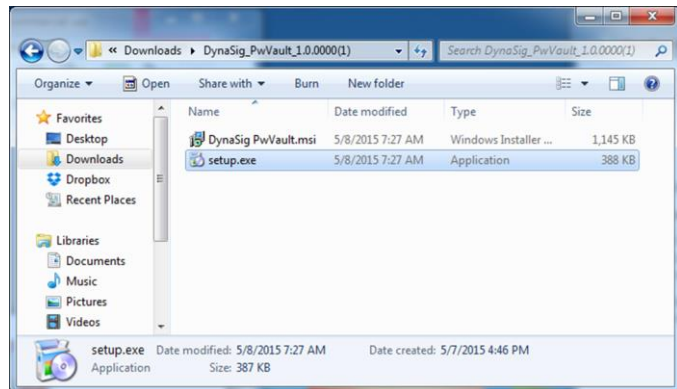 « Downloads ▸ DynaSig_PwVault_1.0.0000(1)
Search DynaSig_PwVault_1.0.0000(1)
Organize Open Share with Burn New folder
Name Date modified Type Size
DynaSig PwVault.msi 5/8/2015 7:27 AM Windows Installer ... 1,145 KB
setup.exe 5/8/2015 7:27 AM Application 388 KB
Favorites
Desktop
Downloads
Dropbox
Recent Places
Libraries
Documents
Music
Pictures
Videos
setup.exe Date modified: 5/8/2015 7:27 AM Date created: 5/7/2015 4:46 PM
Application Size: 387 KB